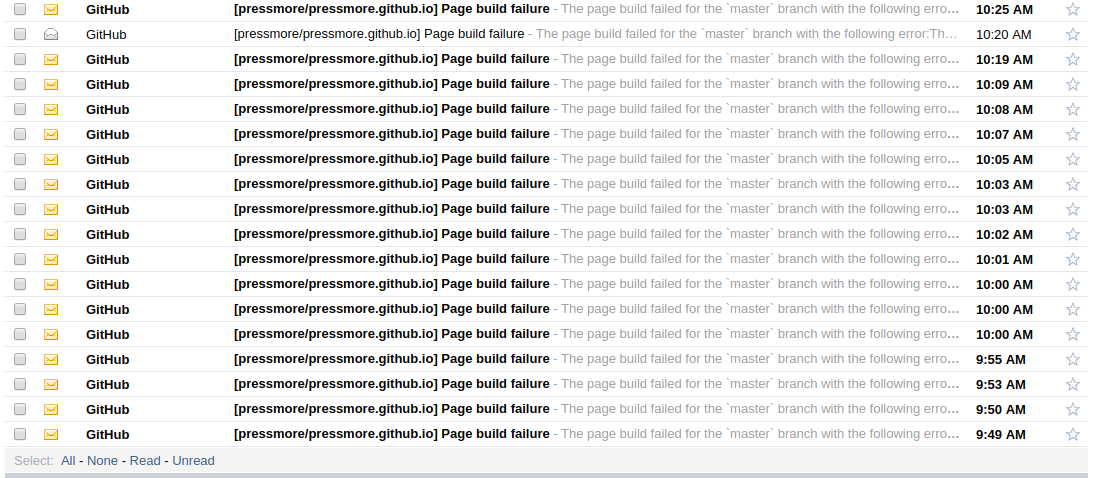 GitHub [pressmore/pressmore.github.io] Page build failure - The page build failed for the `master` branch with the following erro... 10:25 AM
GitHub [pressmore/pressmore.github.io] Page build failure - The page build failed for the `master` branch with the following error:Th... 10:20 AM
GitHub [pressmore/pressmore.github.io] Page build failure - The page build failed for the `master` branch with the following erro... 10:19 AM
GitHub [pressmore/pressmore.github.io] Page build failure - The page build failed for the `master` branch with the following erro... 10:09 AM
GitHub [pressmore/pressmore.github.io] Page build failure - The page build failed for the `master` branch with the following erro... 10:08 AM
GitHub [pressmore/pressmore.github.io] Page build failure - The page build failed for the `master` branch with the following erro... 10:07 AM
GitHub [pressmore/pressmore.github.io] Page build failure - The page build failed for the `master` branch with the following erro... 10:05 AM
GitHub [pressmore/pressmore.github.io] Page build failure - The page build failed for the `master` branch with the following erro... 10:03 AM
GitHub [pressmore/pressmore.github.io] Page build failure - The page build failed for the `master` branch with the following erro... 10:03 AM
GitHub [pressmore/pressmore.github.io] Page build failure - The page build failed for the `master` branch with the following erro... 10:02 AM
GitHub [pressmore/pressmore.github.io] Page build failure - The page build failed for the `master` branch with the following erro... 10:01 AM
GitHub [pressmore/pressmore.github.io] Page build failure - The page build failed for the `master` branch with the following erro... 10:00 AM
GitHub [pressmore/pressmore.github.io] Page build failure - The page build failed for the `master` branch with the following erro... 10:00 AM
GitHub [pressmore/pressmore.github.io] Page build failure - The page build failed for the `master` branch with the following erro... 10:00 AM
GitHub [pressmore/pressmore.github.io] Page build failure - The page build failed for the `master` branch with the following erro... 9:55 AM
GitHub [pressmore/pressmore.github.io] Page build failure - The page build failed for the `master` branch with the following erro... 9:53 AM
GitHub [pressmore/pressmore.github.io] Page build failure - The page build failed for the `master` branch with the following erro... 9:50 AM
GitHub [pressmore/pressmore.github.io] Page build failure - The page build failed for the `master` branch with the following erro... 9:49 AM
Select: All - None - Read - Unread